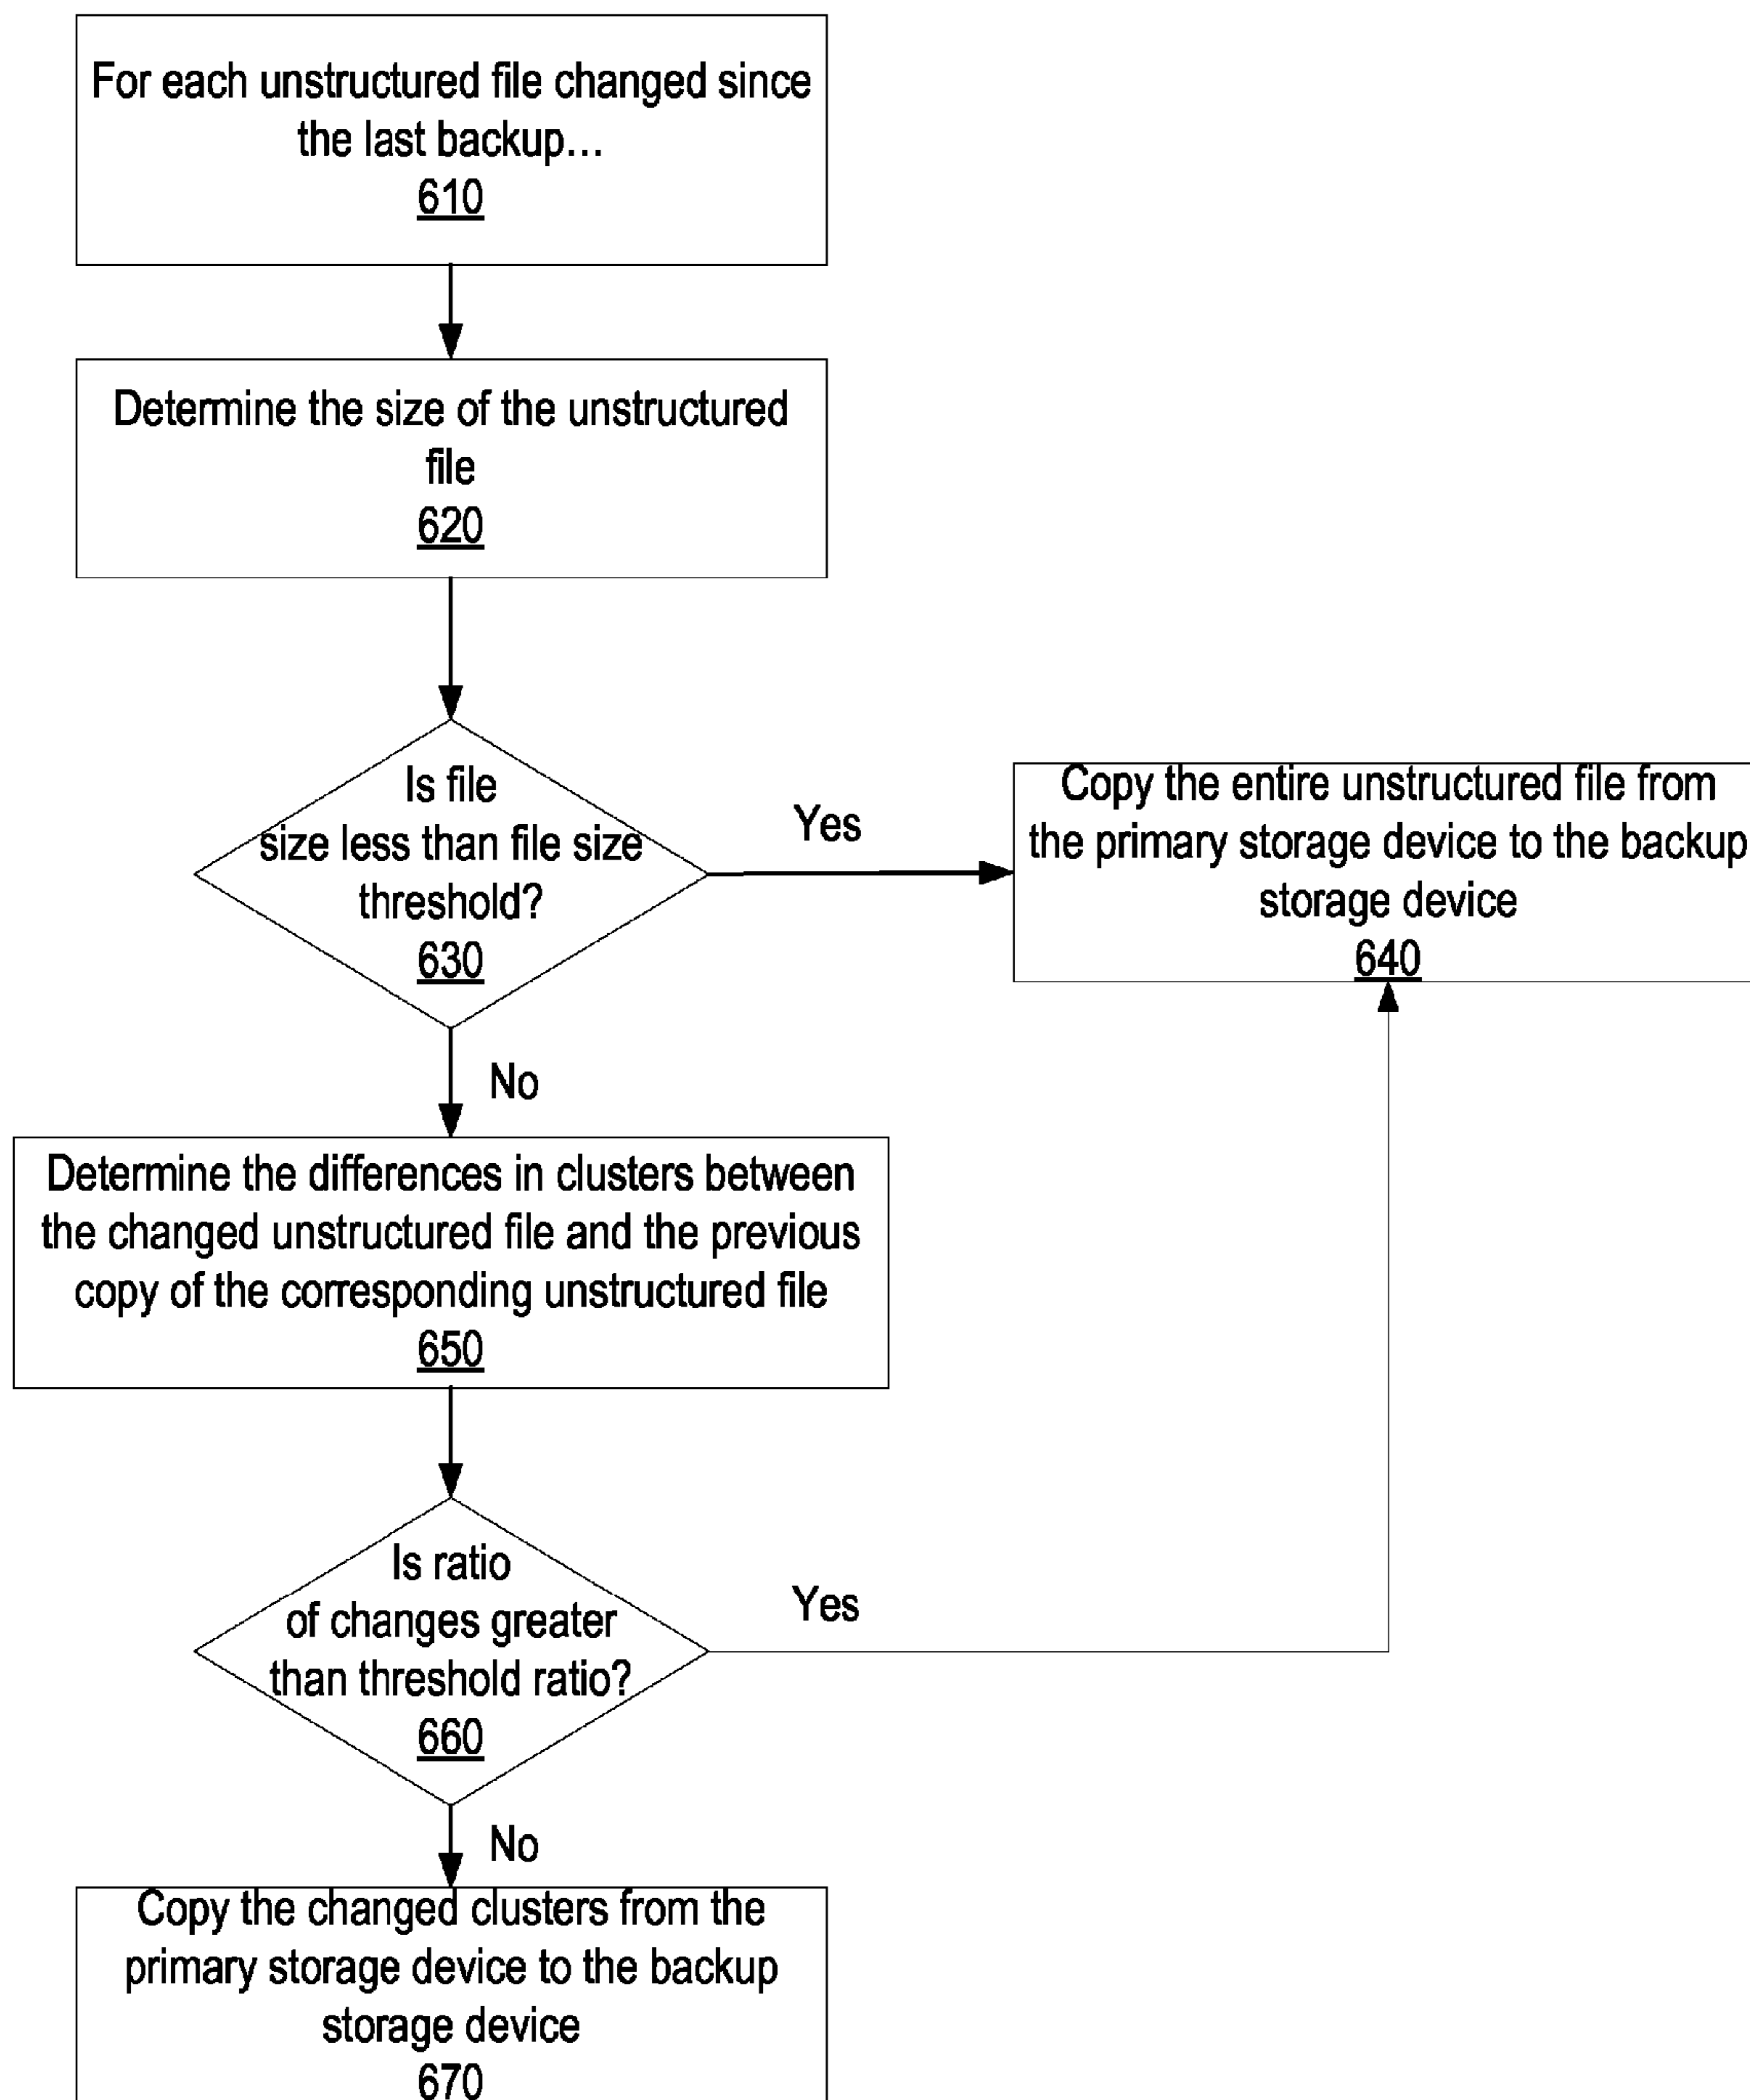 For each unstructured file changed since
the last backup...
610
Determine the size of the unstructured
file
620
Is file
size less than file size
threshold?
630
Yes
Copy the entire unstructured file from
the primary storage device to the backup
storage device
640
No
Determine the differences in clusters between
the changed unstructured file and the previous
copy of the corresponding unstructured file
650
Is ratio
of changes greater
than threshold ratio?
660
Yes
No
Copy the changed clusters from the
primary storage device to the backup
storage device
670